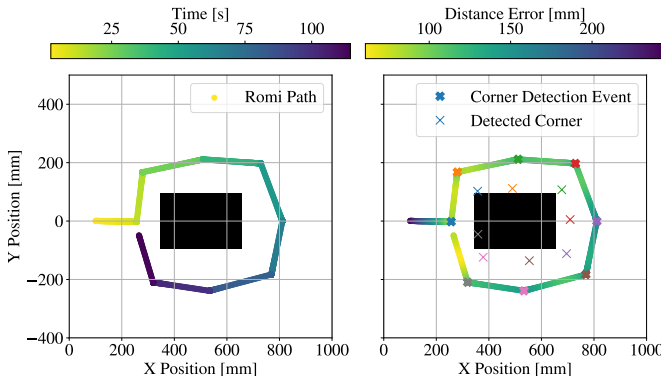 Time [s]
25 50 75 100
Distance Error [mm]
100 150 200
Romi Path
Corner Detection Event
Detected Corner
Y Position [mm]
400
200
0
−200
−400
0 200 400 600 800 1000
X Position [mm]
0 200 400 600 800 1000
X Position [mm]